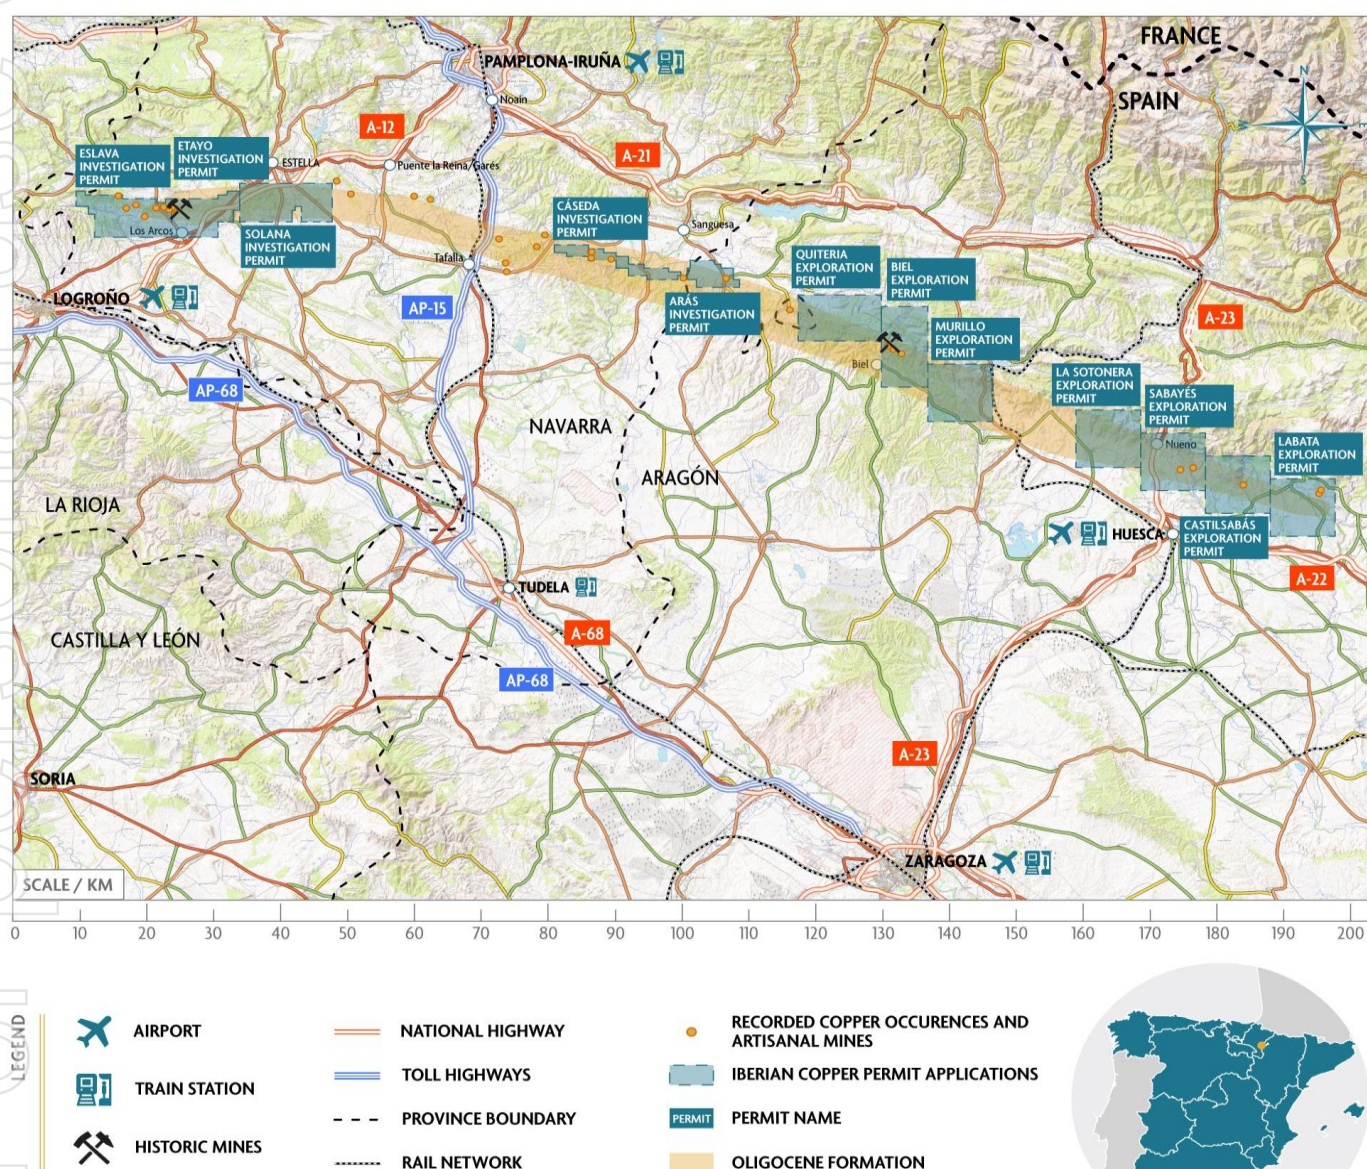 FRANCE
SPAIN
N
S
PAMPLONA-IRUÑA
Noain
A-12
A-21
ESLAVA
INVESTIGATION
PERMIT
ETAYO
INVESTIGATION
PERMIT
ESTELLA
Puente la Reina/Garés
Los Arcos
SOLANA
INVESTIGATION
PERMIT
CÁSEDA
INVESTIGATION
PERMIT
Sangüesa
Tafalla
QUITERIA
EXPLORATION
PERMIT
BIEL
EXPLORATION
PERMIT
LOGROÑO
AP-15
ARÁS
INVESTIGATION
PERMIT
MURILLO
EXPLORATION
PERMIT
A-23
Biel
AP-68
LA SOTONERA
EXPLORATION
PERMIT
SABAYÉS
EXPLORATION
PERMIT
NAVARRA
Nueno
LABATA
EXPLORATION
PERMIT
ARAGÓN
LA RIOJA
HUESCA
CASTILSABÁS
EXPLORATION
PERMIT
A-22
TUDELA
A-68
CASTILLA Y LEÓN
AP-68
A-23
SORIA
ZARAGOZA
SCALE / KM
0 10 20 30 40 50 60 70 80 90 100 110 120 130 140 150 160 170 180 190 200
LEGEND
AIRPORT
TRAIN STATION
HISTORIC MINES
NATIONAL HIGHWAY
TOLL HIGHWAYS
PROVINCE BOUNDARY
RAIL NETWORK
RECORDED COPPER OCCURENCES AND
ARTISANAL MINES
IBERIAN COPPER PERMIT APPLICATIONS
PERMIT PERMIT NAME
OLIGOCENE FORMATION